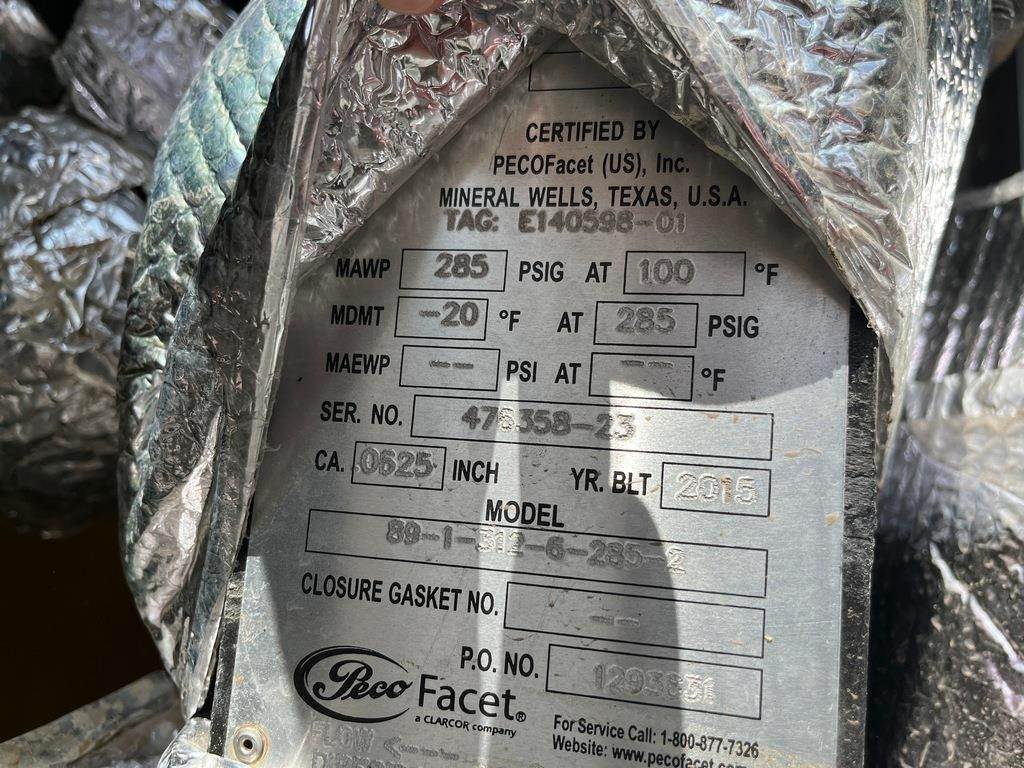 CERTIFIED BY
PECOFacet (US), Inc.
MINERAL WELLS, TEXAS, U.S.A.
TAG: E140598-01
MAWP 285 PSIG AT 100 °F
MDMT -20 °F AT 285 PSIG
MAEWP --- PSI AT --- °F
SER. NO. 476358-23
CA. .0625 INCH YR. BLT 2015
MODEL
89-1-312-6-285-2
CLOSURE GASKET NO. --
P.O. NO.
Peco Facet®
a CLARCOR company
For Service Call: 1-800-877-7326
Website: www.pecofacet.com
FLOW